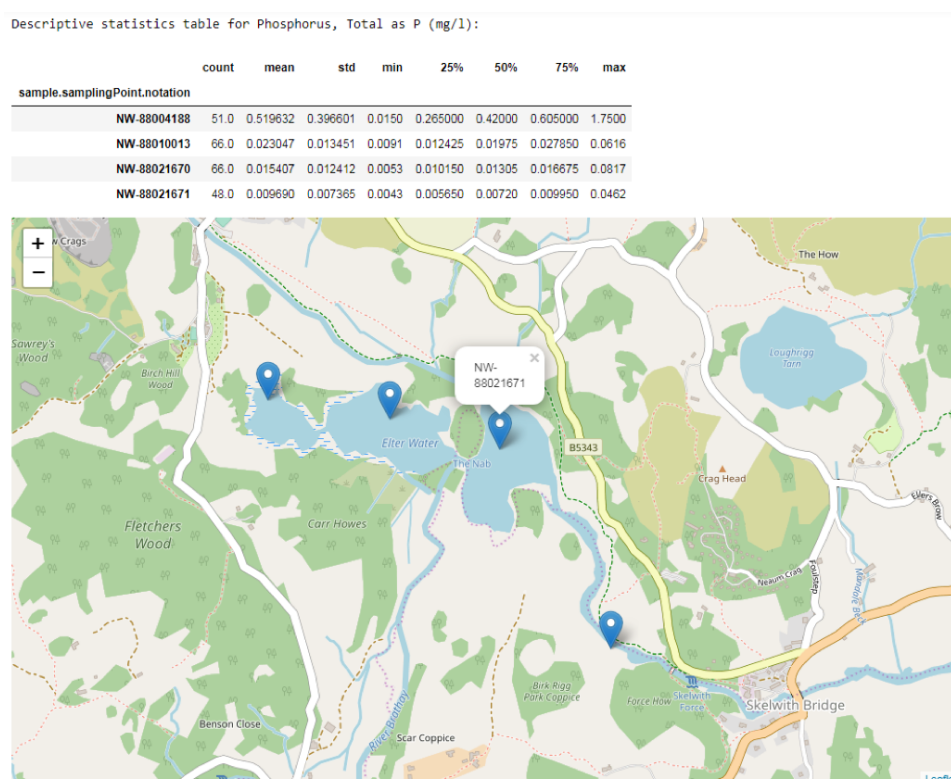 Descriptive statistics table for Phosphorus, Total as P (mg/l):
count mean std min 25% 50% 75% max
sample.samplingPoint.notation
NW-88004188 51.0 0.519632 0.396601 0.0150 0.265000 0.42000 0.605000 1.7500
NW-88010013 66.0 0.023047 0.013451 0.0091 0.012425 0.01975 0.027850 0.0616
NW-88021670 66.0 0.015407 0.012412 0.0053 0.010150 0.01305 0.016675 0.0817
NW-88021671 48.0 0.009690 0.007365 0.0043 0.005650 0.00720 0.009950 0.0462
+
Crags
−
The How
Sawrey's
Wood
Birch Hill
Wood
Loughrigg
Tarn
×
NW-
88021671
Elter Water
B5343
The Nab
Crag Head
Ellers Brow
Fletchers
Wood
Carr Howes
Neaum Crag
Foulstep
Mandale Beck
River Brathay
Birk Rigg
Park Coppice
Force How
Skelwith
Force
Skelwith Bridge
Benson Close
Scar Coppice